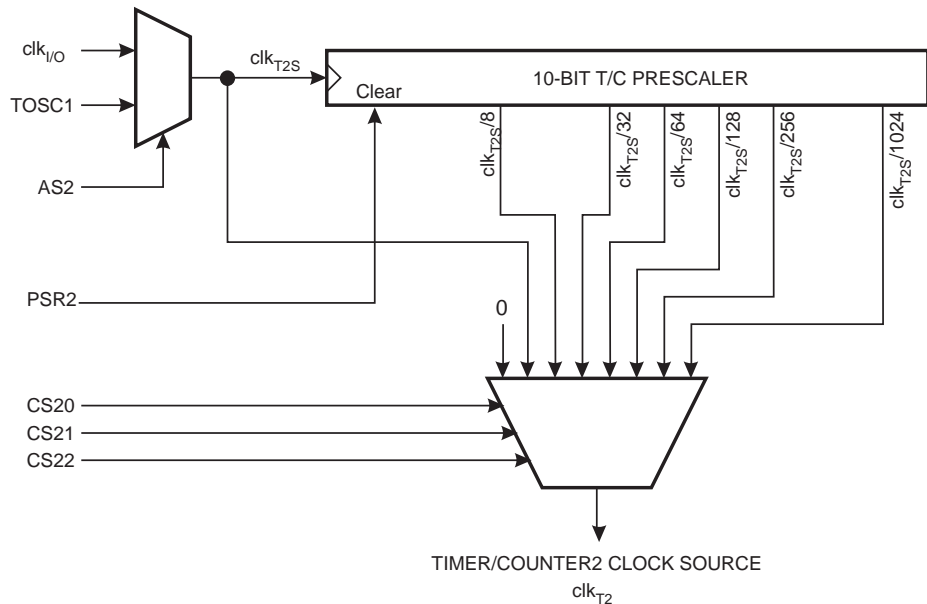 clkI/O
clkT2S
10-BIT T/C PRESCALER
TOSC1
Clear
clkT2S/8
clkT2S/32
clkT2S/64
clkT2S/128
clkT2S/256
clkT2S/1024
AS2
PSR2
0
CS20
CS21
CS22
TIMER/COUNTER2 CLOCK SOURCE
clkT2